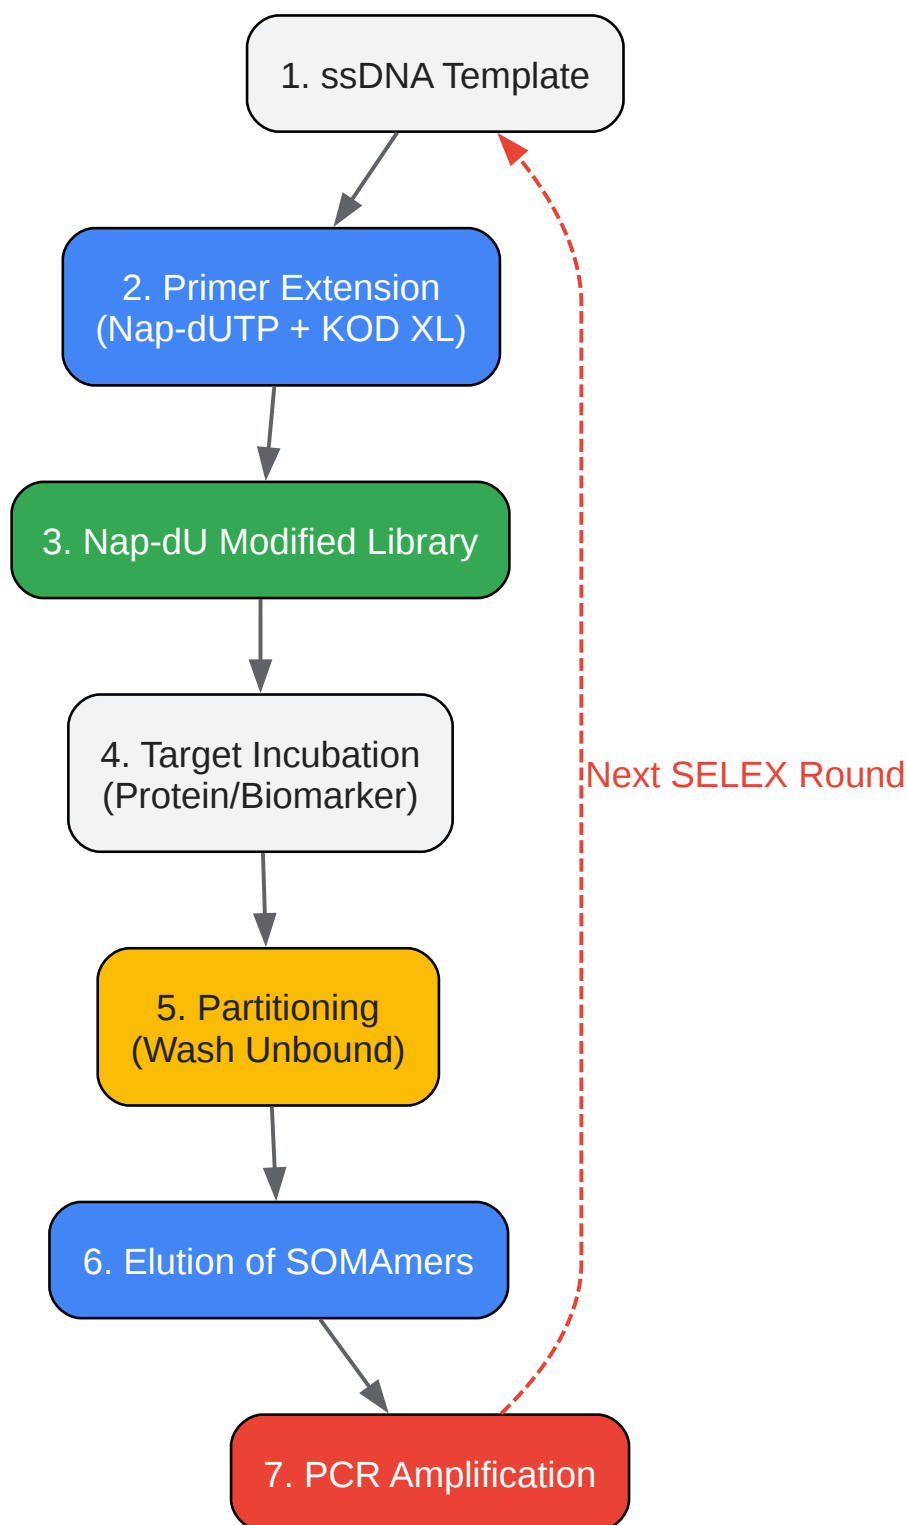 1. ssDNA Template
2. Primer Extension
(Nap-dUTP + KOD XL)
3. Nap-dU Modified Library
4. Target Incubation
(Protein/Biomarker)
Next SELEX Round
5. Partitioning
(Wash Unbound)
6. Elution of SOMAmers
7. PCR Amplification